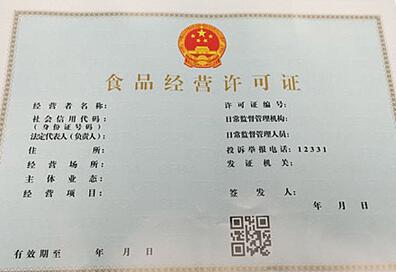 食品经营许可证
经营者名称：
社会信用代码：
（身份证号码）
法定代表人（负责人）：
住所：
经营场所：
主体业态：
经营项目：
许可证编号：
日常监督管理机构：
日常监督管理人员：
投诉举报电话：12331
发证机关：
签发人：
年 月 日
有效期至 年 月 日